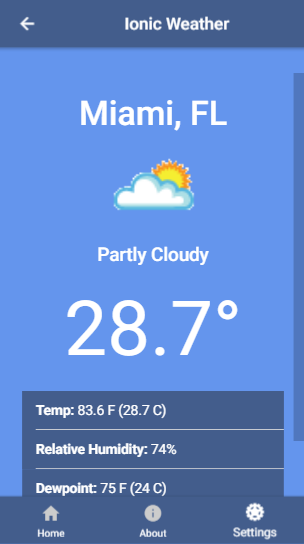 Ionic Weather
Miami, FL
Partly Cloudy
28.7°
Temp: 83.6 F (28.7 C)
Relative Humidity: 74%
Dewpoint: 75 F (24 C)
Home About Settings